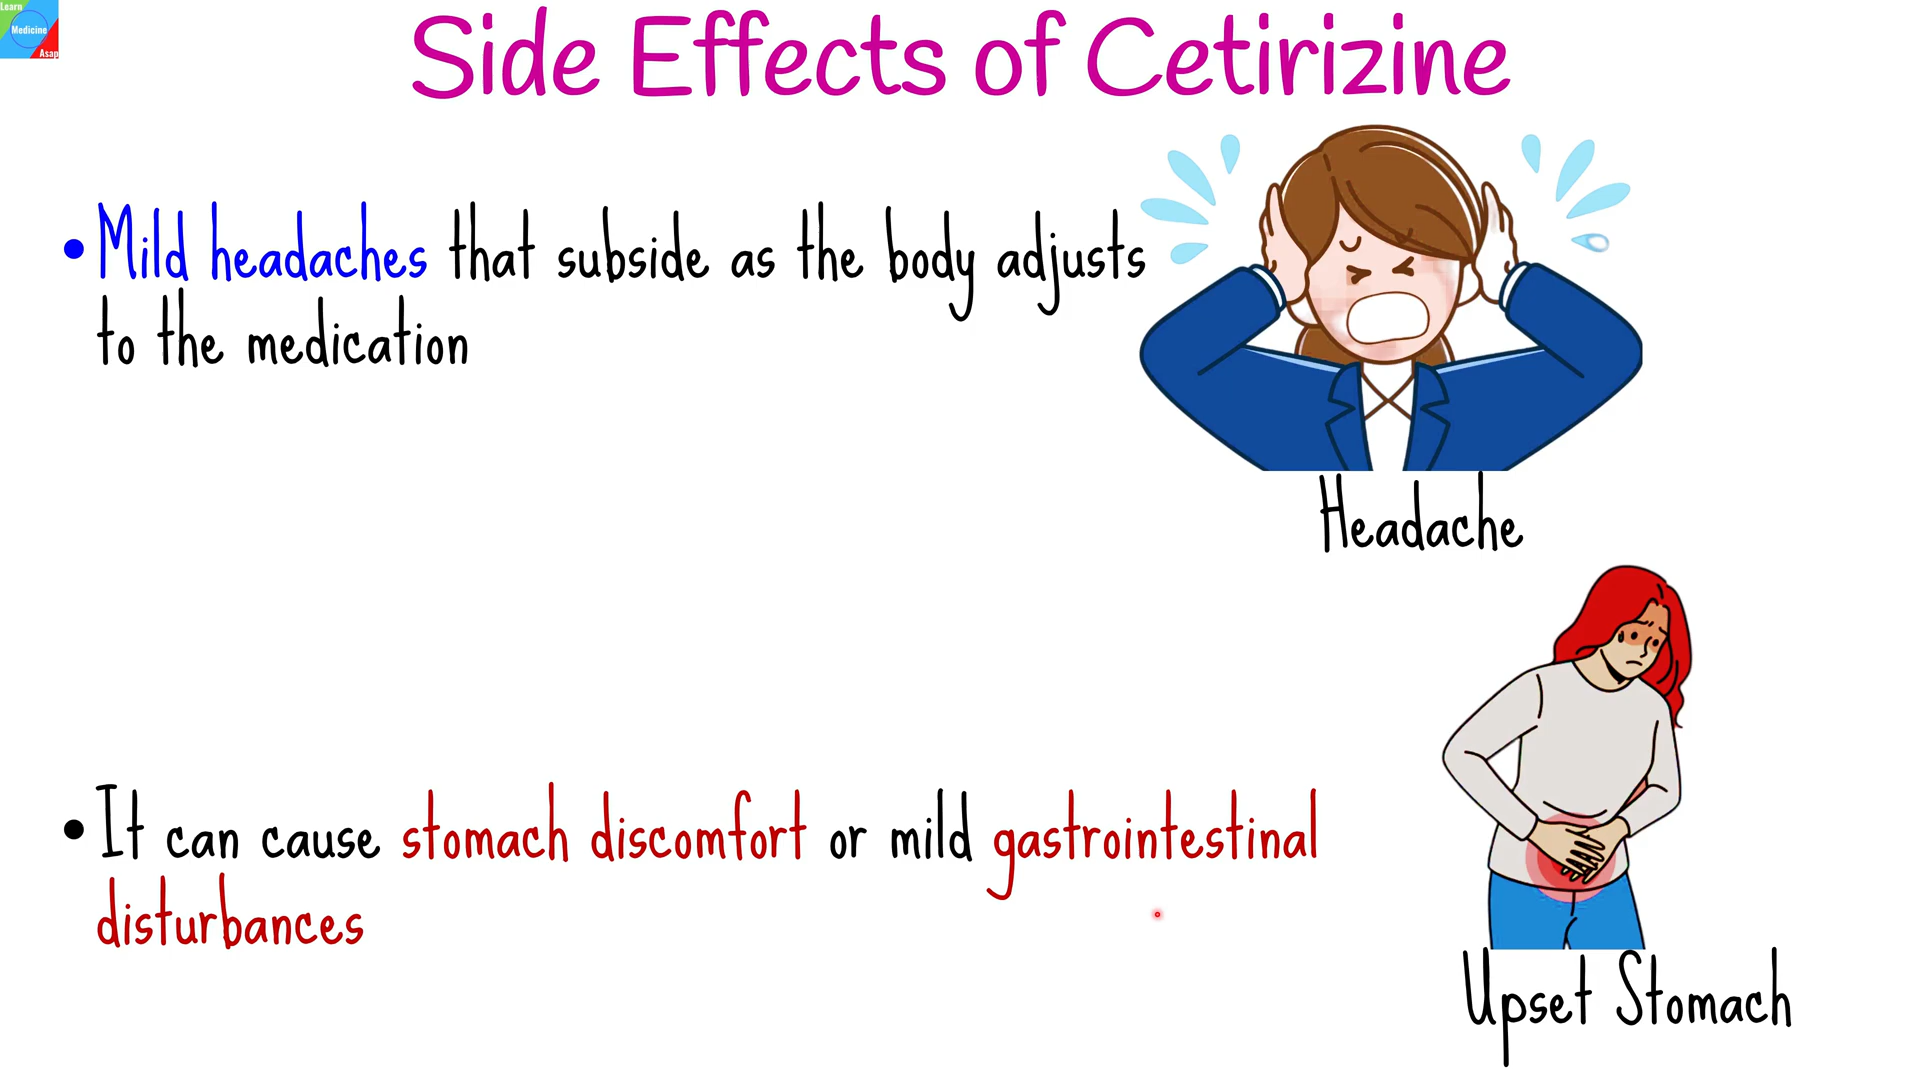 Learn
Medicine
Asap
Side Effects of Cetirizine
• Mild headaches that subside as the body adjusts
to the medication
Headache
• It can cause stomach discomfort or mild gastrointestinal
disturbances
Upset Stomach